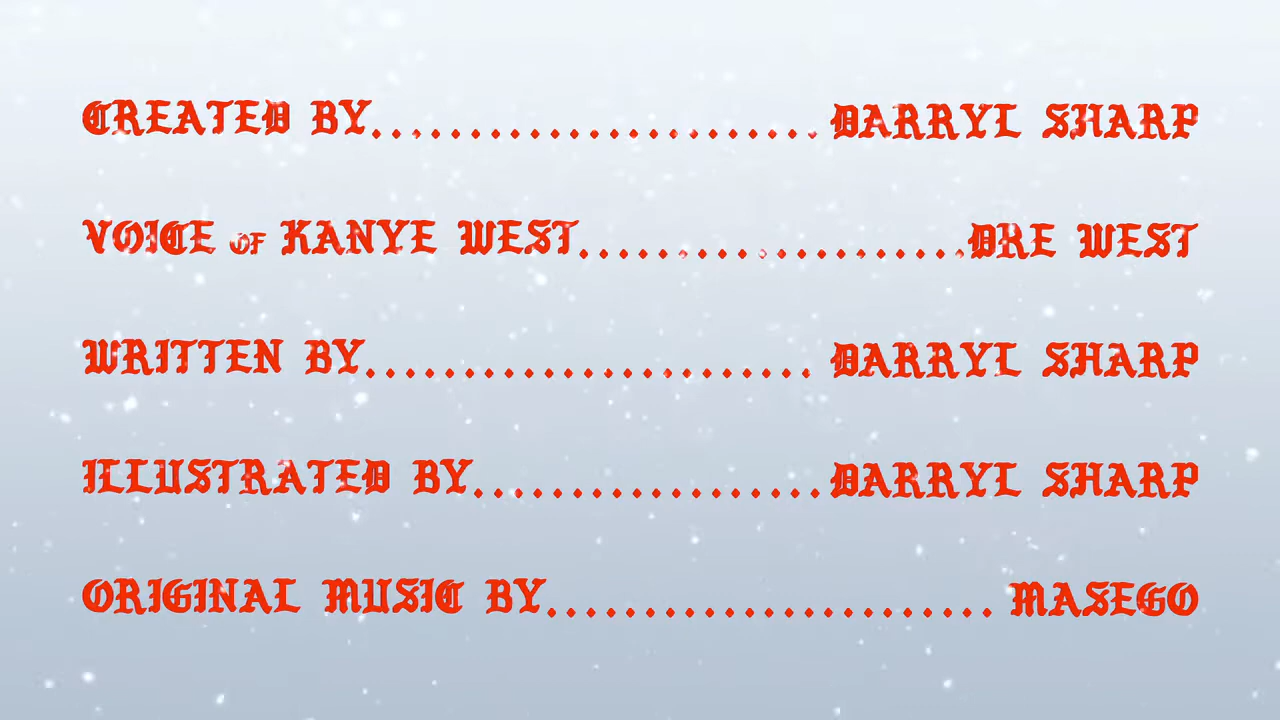 CREATED BY...................... DARRYL SHARP
VOICE OF KANYE WEST....................DRE WEST
WRITTEN BY...................... DARRYL SHARP
ILLUSTRATED BY..................DARRYL SHARP
ORIGINAL MUSIC BY....................... MASEGO